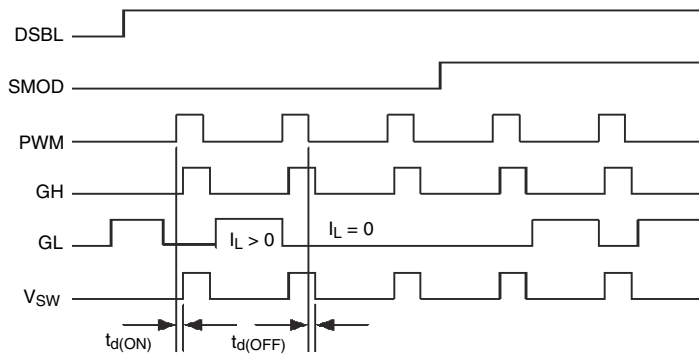 DSBL
SMOD
PWM
GH
GL
I_L > 0
I_L = 0
V_SW
t_d(ON)
t_d(OFF)